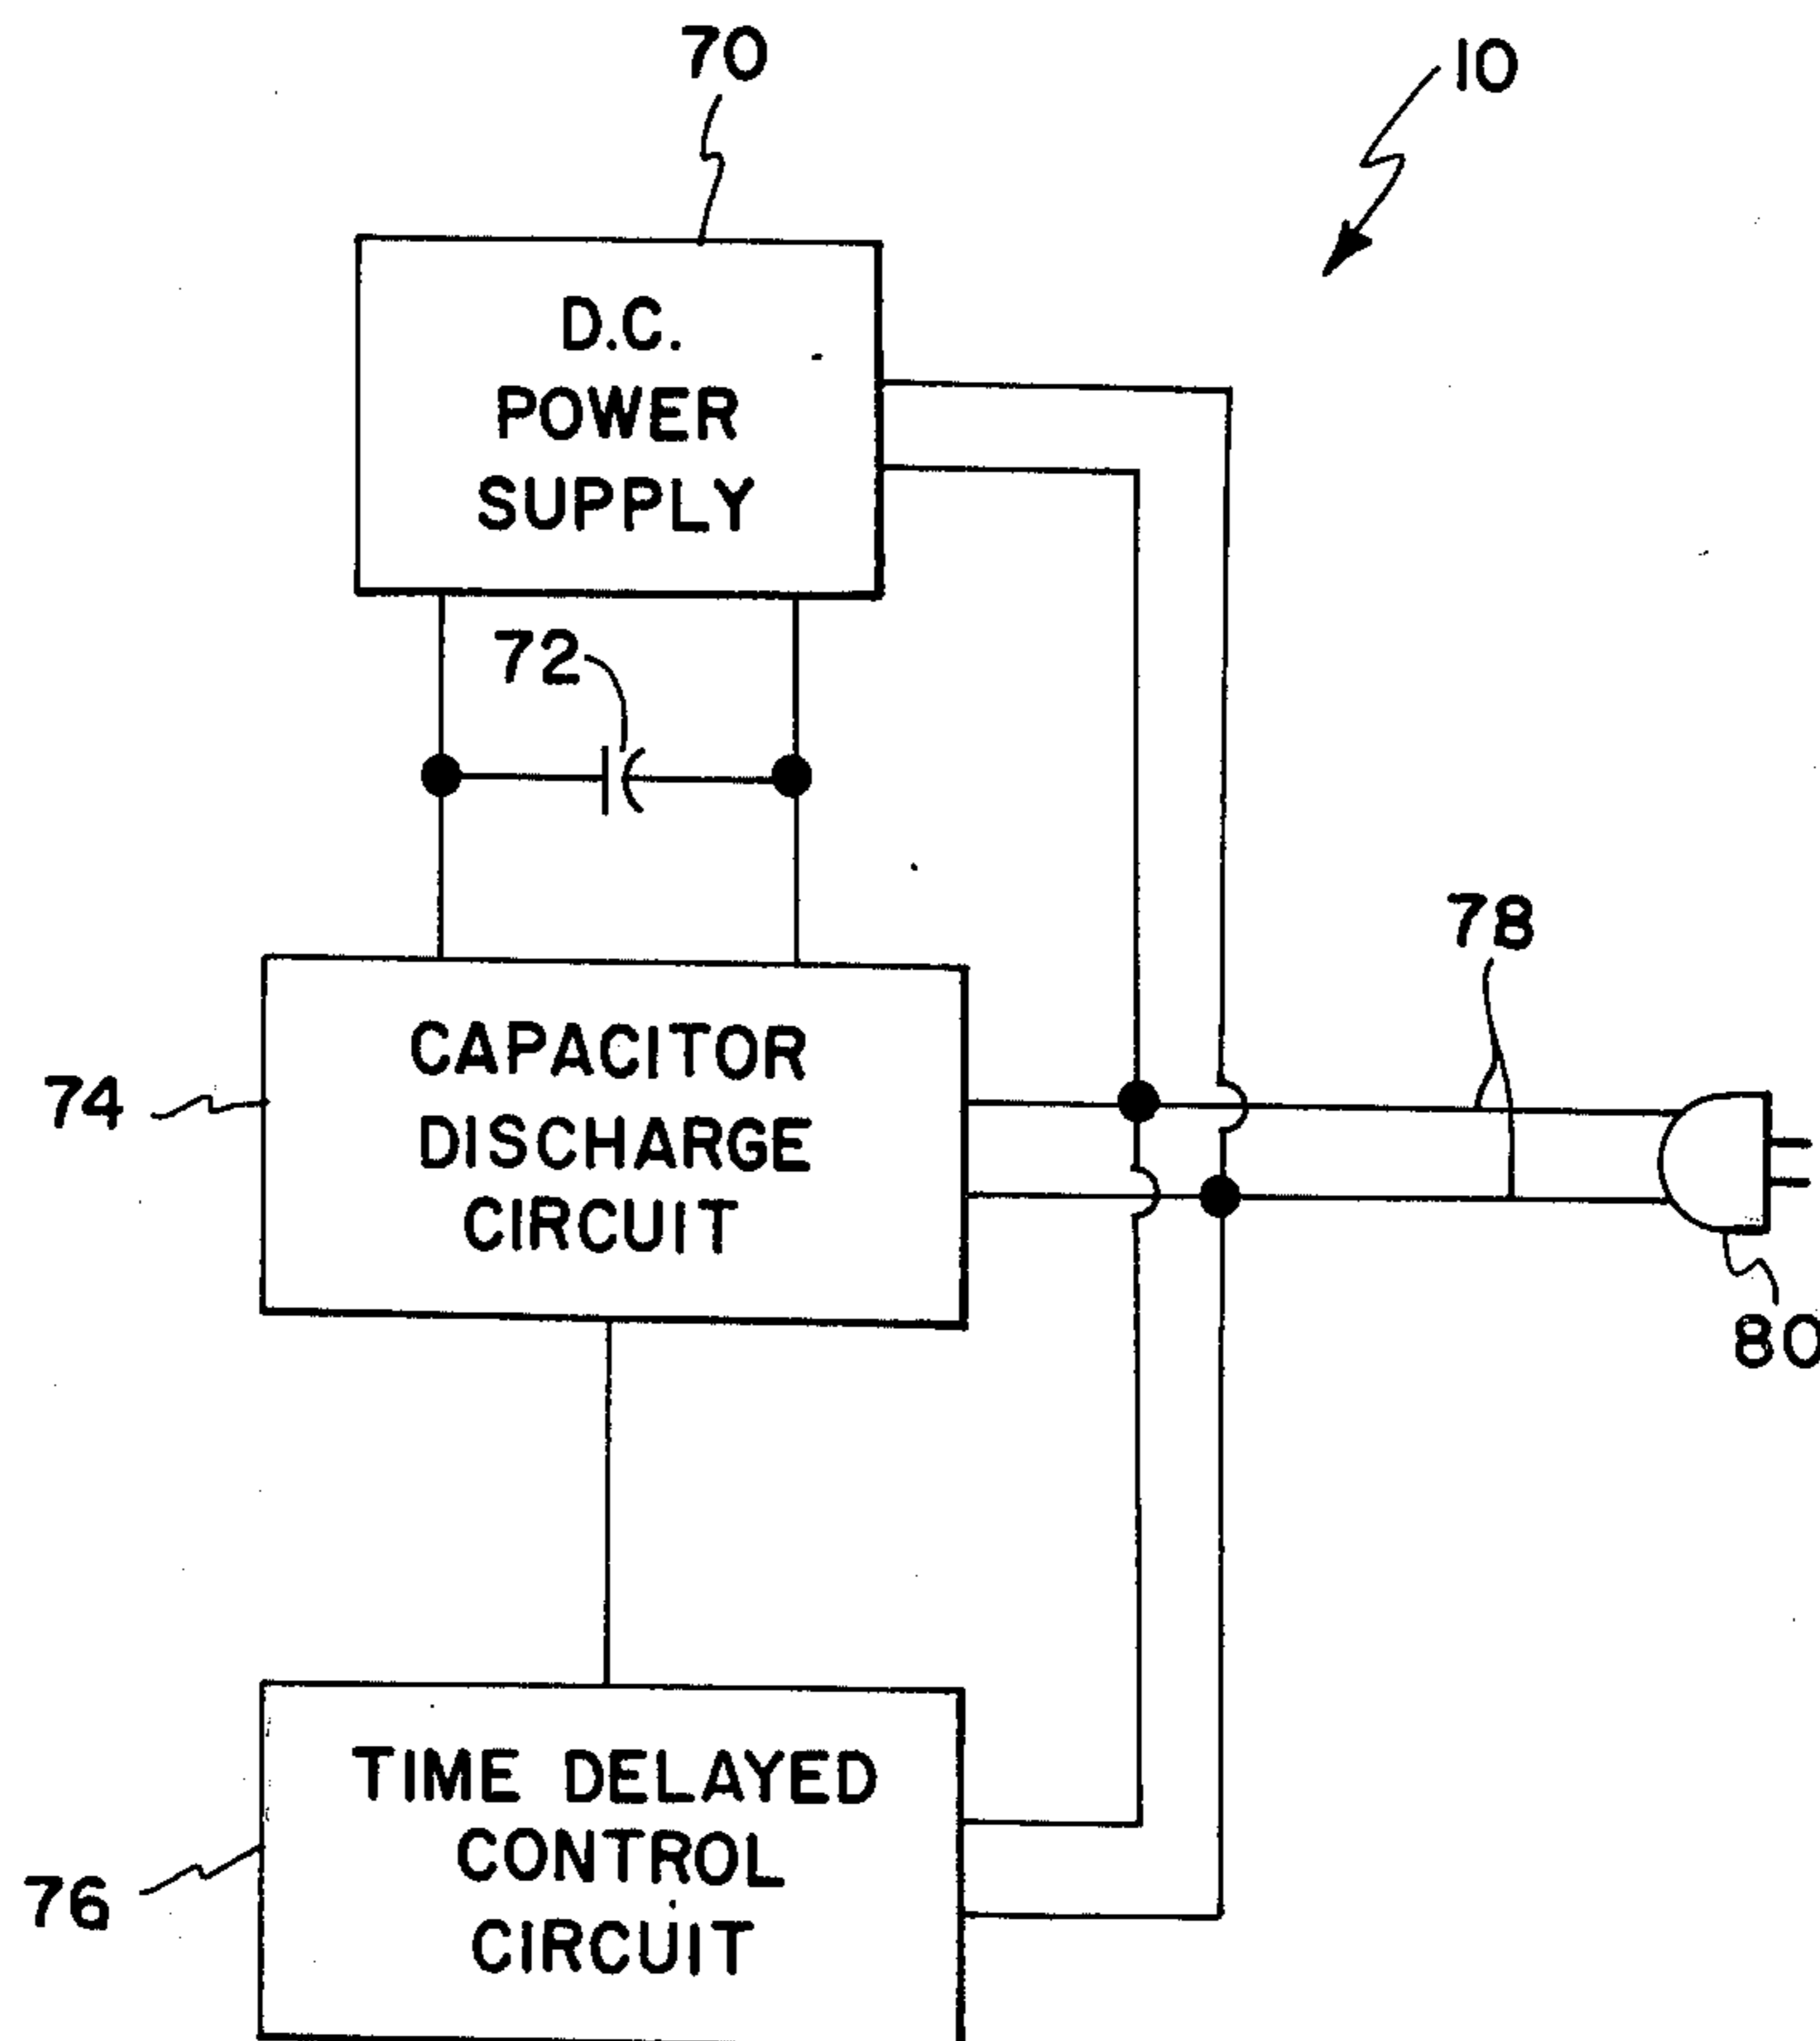 70
10
D.C.
POWER
SUPPLY
72
78
CAPACITOR
DISCHARGE
CIRCUIT
74
80
TIME DELAYED
CONTROL
CIRCUIT
76